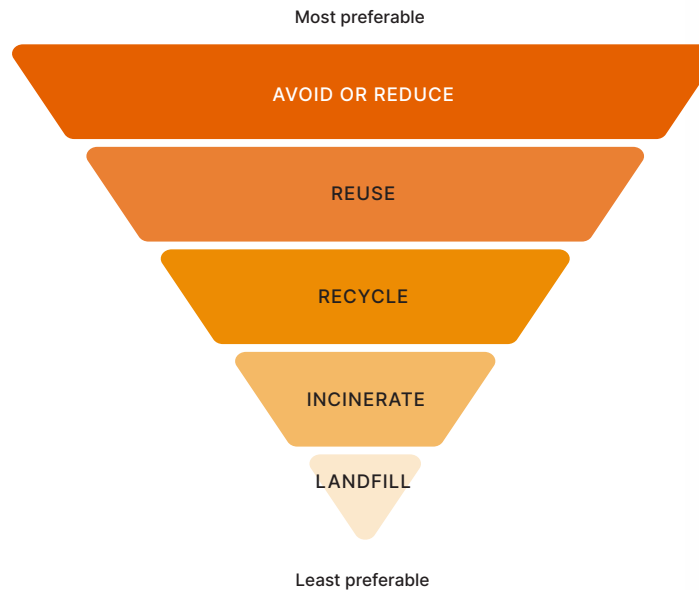 Most preferable
AVOID OR REDUCE
REUSE
RECYCLE
INCINERATE
LANDFILL
Least preferable